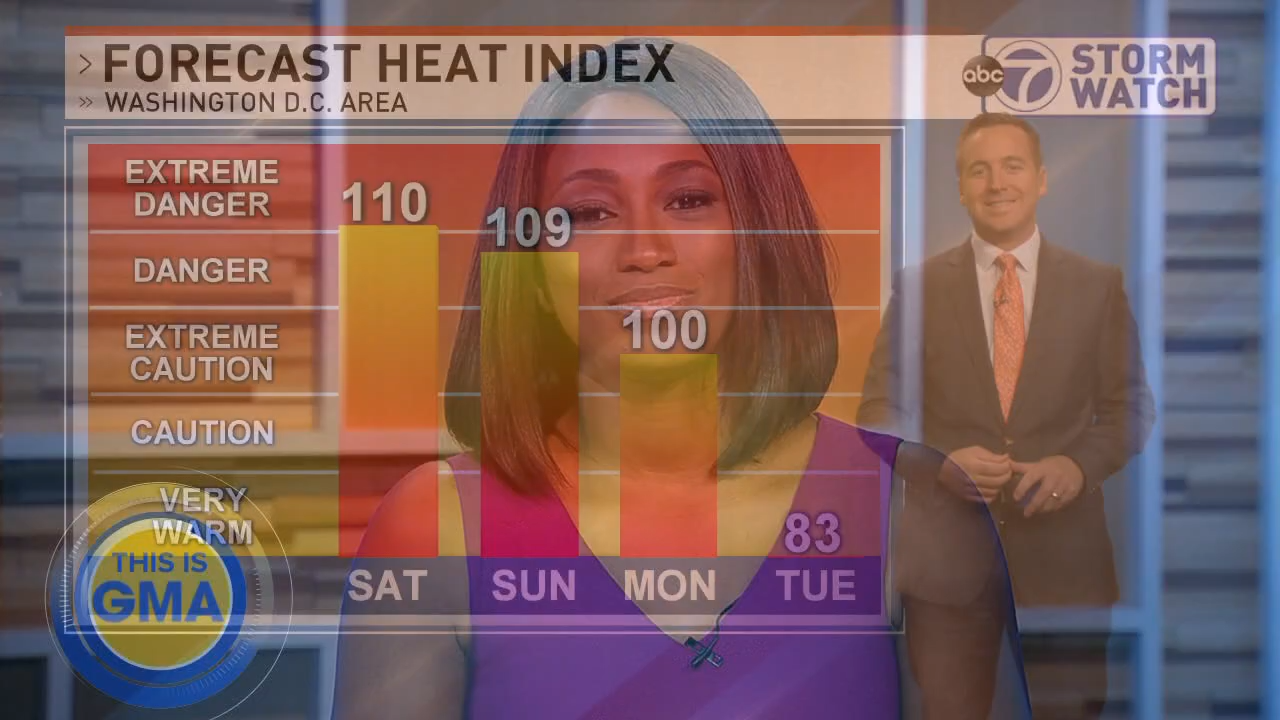 > FORECAST HEAT INDEX
» WASHINGTON D.C. AREA
abc 7 STORM
WATCH
EXTREME
DANGER
110
109
DANGER
100
EXTREME
CAUTION
CAUTION
VERY
WARM
83
THIS IS
GMA
SAT SUN MON TUE